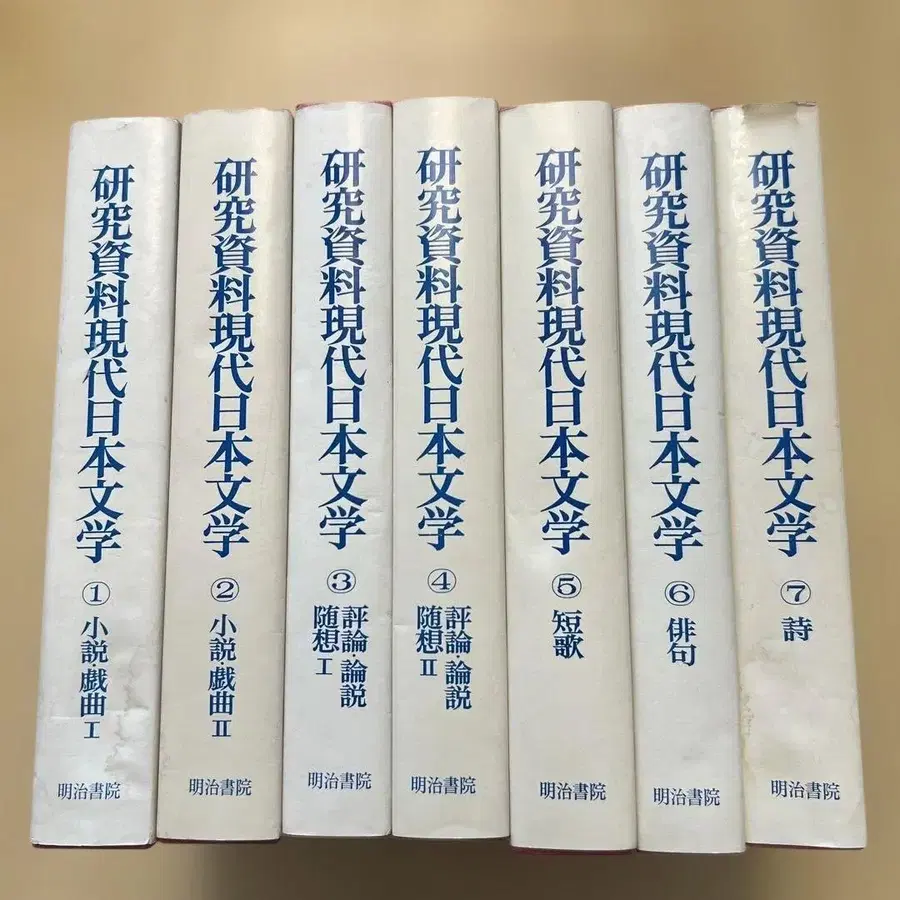 研究資料現代日本文学
①
小説・戯曲Ⅰ
明治書院
研究資料現代日本文学
②
小説・戯曲Ⅱ
明治書院
研究資料現代日本文学
③
評論・論説
随想Ⅰ
明治書院
研究資料現代日本文学
④
評論・論説
随想Ⅱ
明治書院
研究資料現代日本文学
⑤
短歌
明治書院
研究資料現代日本文学
⑥
俳句
明治書院
研究資料現代日本文学
⑦
詩
明治書院